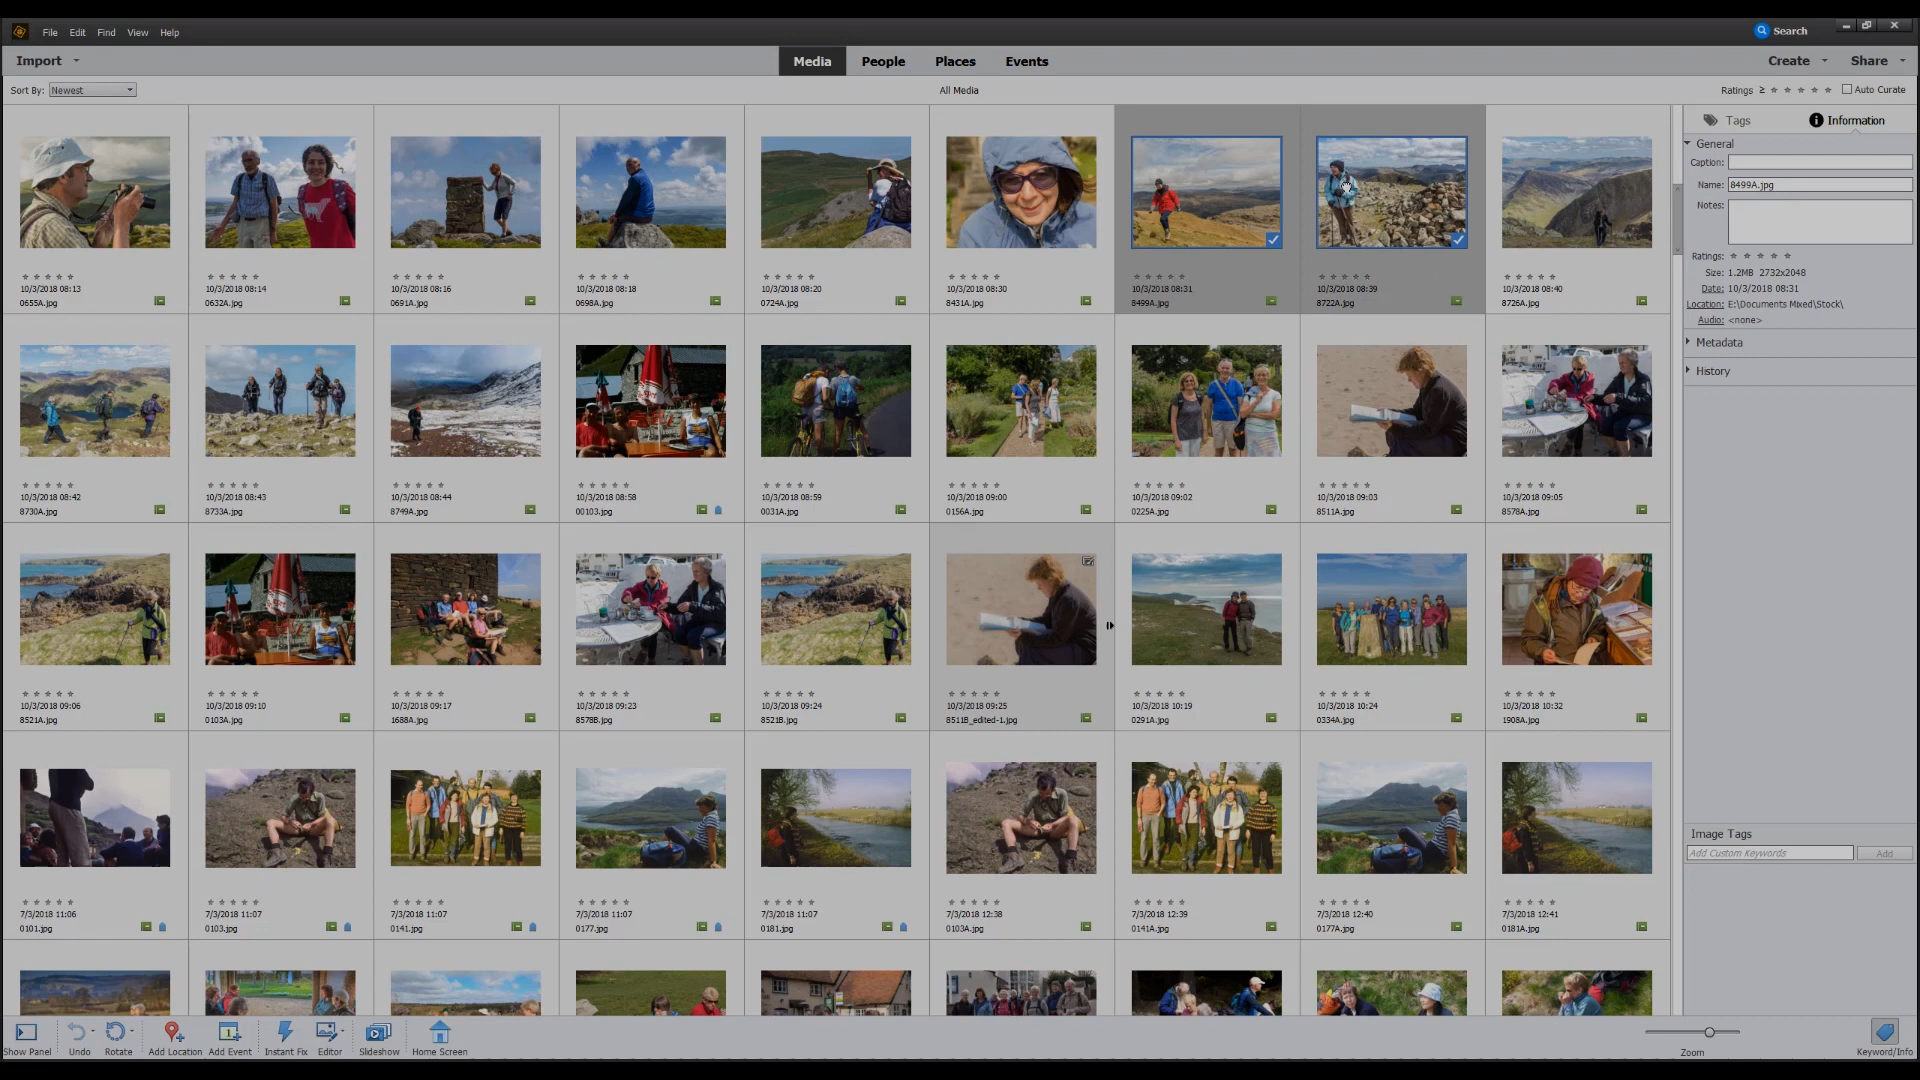 File Edit Find View Help
Search
Import
Media People Places Events
Create Share
Sort By: Newest
All Media
Ratings ≥
Auto Curate
Tags Information
General
Caption:
Name: 8499A.jpg
Notes:
Ratings:
Size: 1.2MB 2732x2048
Date: 10/3/2018 08:31
Location: E:\Documents Mixed\Stock\
Audio: <none>
Metadata
History
10/3/2018 08:13 10/3/2018 08:14 10/3/2018 08:16 10/3/2018 08:18 10/3/2018 08:20 10/3/2018 08:30 10/3/2018 08:31 10/3/2018 08:39 10/3/2018 08:40
0655A.jpg 0632A.jpg 0691A.jpg 0698A.jpg 0724A.jpg 8431A.jpg 8499A.jpg 8722A.jpg 8726A.jpg
10/3/2018 08:42 10/3/2018 08:43 10/3/2018 08:44 10/3/2018 08:58 10/3/2018 08:59 10/3/2018 09:00 10/3/2018 09:02 10/3/2018 09:03 10/3/2018 09:05
8730A.jpg 8733A.jpg 8749A.jpg 00103.jpg 0031A.jpg 0156A.jpg 0225A.jpg 8511A.jpg 8578A.jpg
10/3/2018 09:06 10/3/2018 09:10 10/3/2018 09:17 10/3/2018 09:23 10/3/2018 09:24 10/3/2018 09:25 10/3/2018 10:19 10/3/2018 10:24 10/3/2018 10:32
8521A.jpg 0103A.jpg 1688A.jpg 8578B.jpg 8521B.jpg 8511B_edited-1.jpg 0291A.jpg 0334A.jpg 1908A.jpg
7/3/2018 11:06 7/3/2018 11:07 7/3/2018 11:07 7/3/2018 11:07 7/3/2018 11:07 7/3/2018 12:38 7/3/2018 12:39 7/3/2018 12:40 7/3/2018 12:41
0101.jpg 0103.jpg 0141.jpg 0177.jpg 0181.jpg 0103A.jpg 0141A.jpg 0177A.jpg 0181A.jpg
Image Tags
Add Custom Keywords Add
Show Panel Undo Rotate Add Location Add Event Instant Fix Editor Slideshow Home Screen
Zoom
Keyword/Info